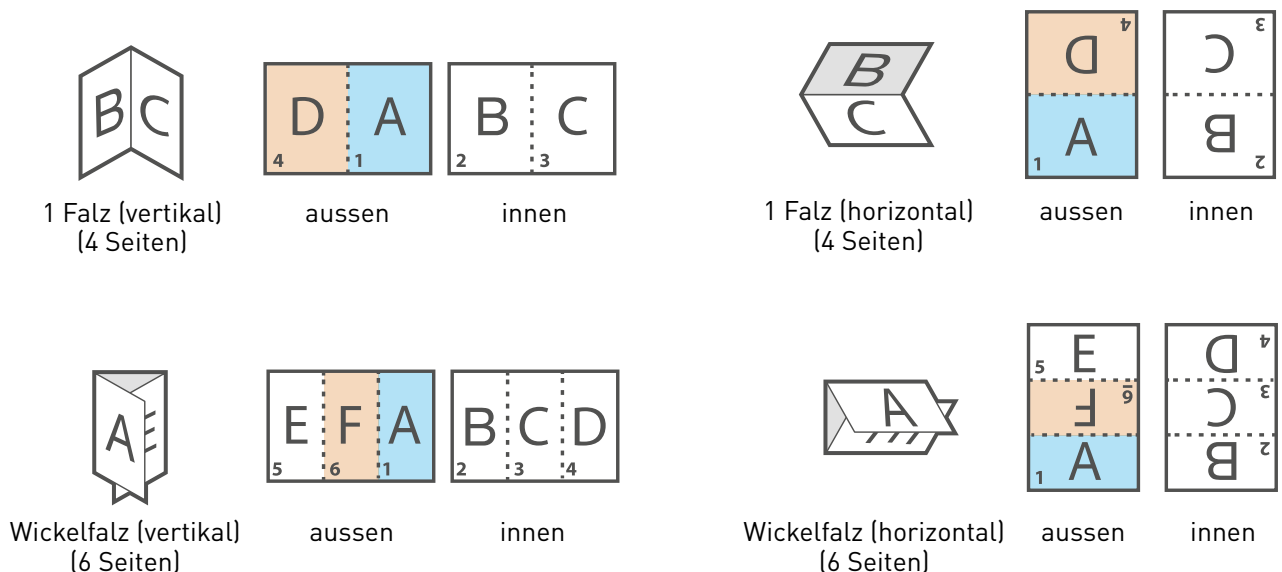 B C
D A
4 1
B C
2 3
1 Falz (vertikal)
(4 Seiten)
aussen
innen
B
C
D 4
A
1
C 3
B 2
1 Falz (horizontal)
(4 Seiten)
aussen
innen
A E
E F A
5 6 1
B C D
2 3 4
Wickelfalz (vertikal)
(6 Seiten)
aussen
innen
A
E
5
F 6
A
1
D 4
C 3
B 2
Wickelfalz (horizontal)
(6 Seiten)
aussen
innen